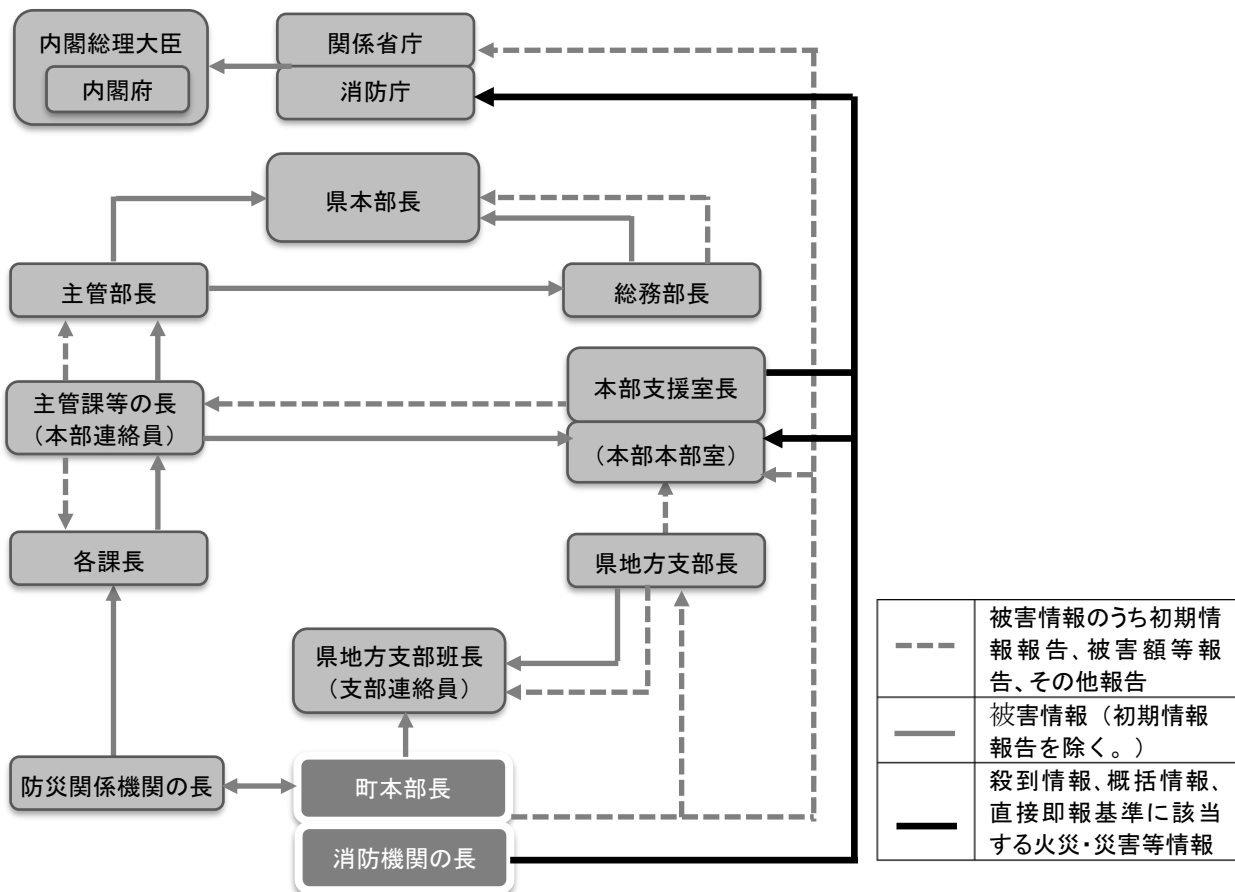 内閣総理大臣
内閣府
関係省庁
消防庁
県本部長
主管部長
総務部長
主管課等の長
（本部連絡員）
本部支援室長
（本部本部室）
各課長
県地方支部長
県地方支部班長
（支部連絡員）
防災関係機関の長
町本部長
消防機関の長
被害情報のうち初期情
報報告、被害額等報
告、その他報告
被害情報（初期情報
報告を除く。）
殺到情報、概括情報、
直接即報基準に該当
する火災・災害等情報